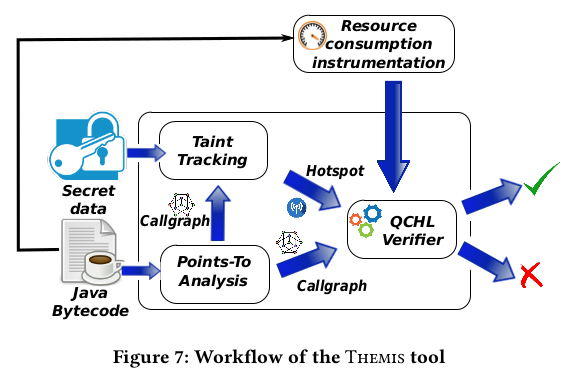 Resource
consumption
instrumentation
Taint
Tracking
Hotspot
Secret
data
Callgraph
QCHL
Verifier
Points-To
Analysis
Callgraph
Java
Bytecode
Figure 7: Workflow of the THEMIS tool